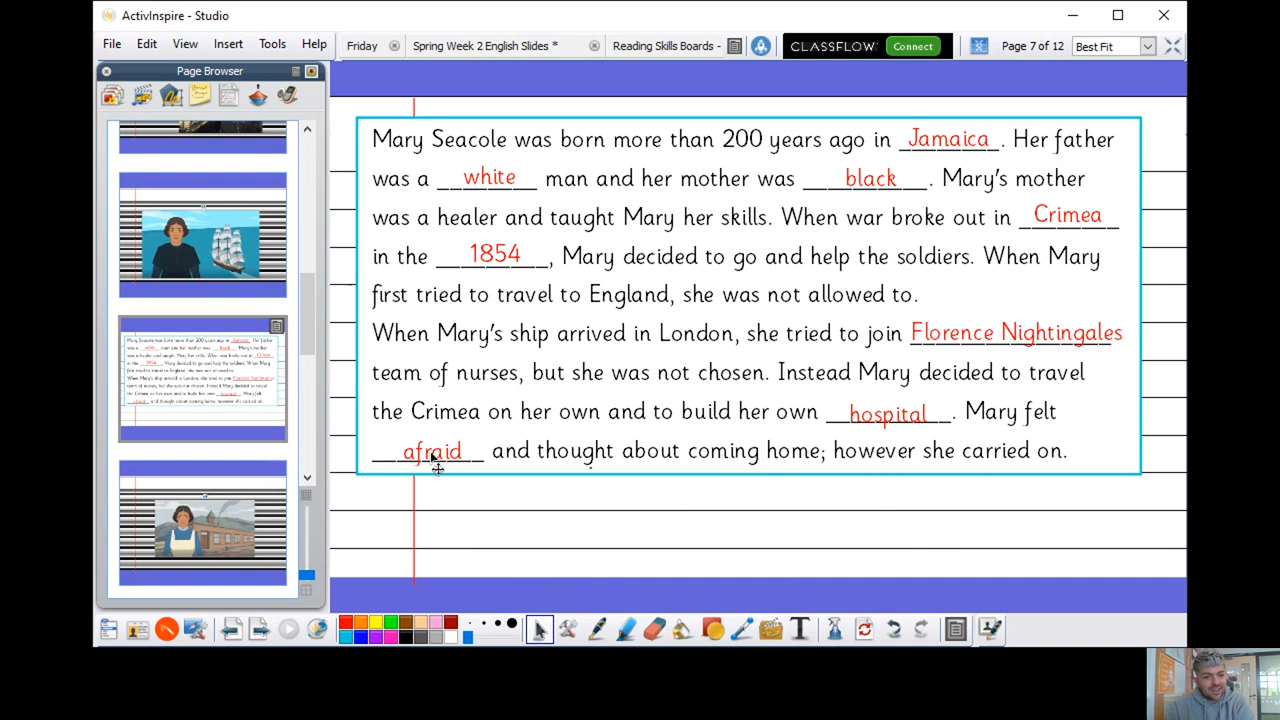 ActivInspire - Studio
File Edit View Insert Tools Help
Friday Spring Week 2 English Slides * Reading Skills Boards - CLASSFLOW Connect Page 7 of 12 Best Fit
Page Browser
Mary Seacole was born more than 200 years ago in Jamaica. Her father
was a white man and her mother was black. Mary's mother
was a healer and taught Mary her skills. When war broke out in Crimea
in the 1854, Mary decided to go and help the soldiers. When Mary
first tried to travel to England, she was not allowed to.
When Mary's ship arrived in London, she tried to join Florence Nightingales
team of nurses, but she was not chosen. Instead Mary decided to travel
the Crimea on her own and to build her own hospital. Mary felt
afraid and thought about coming home; however she carried on.